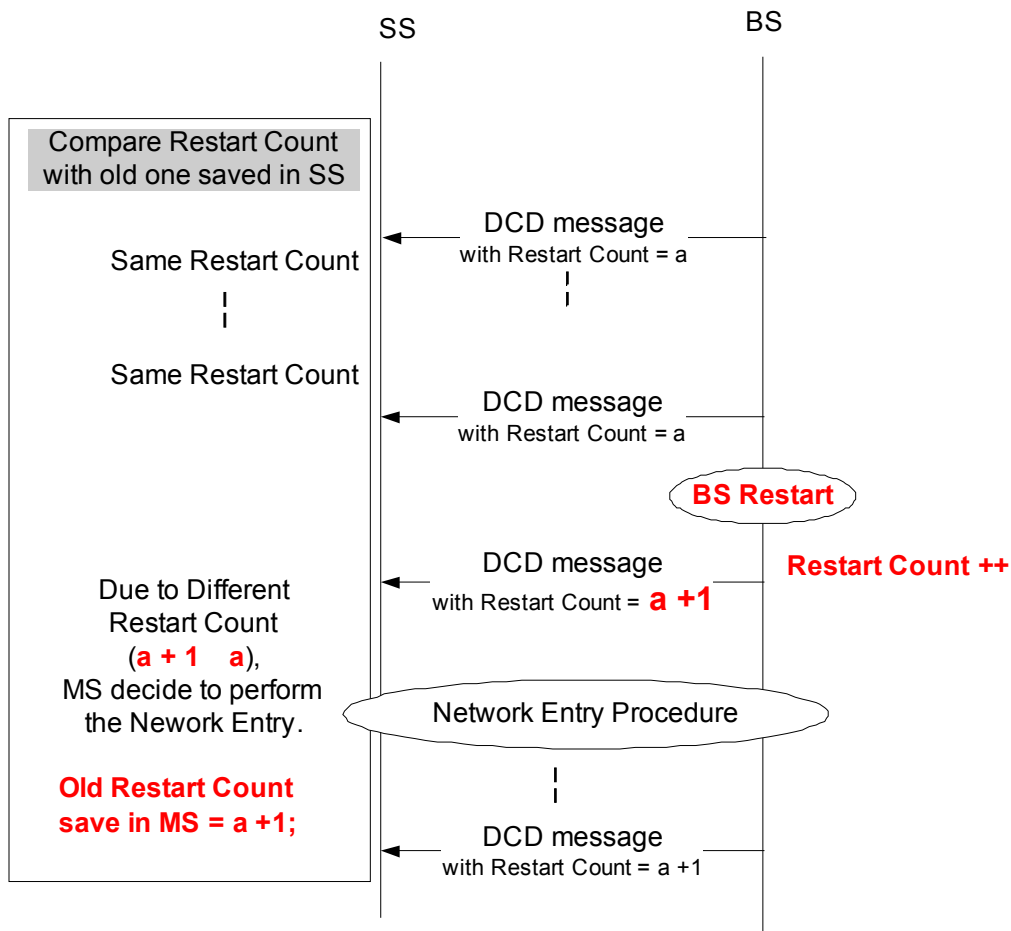 SS
BS
Compare Restart Count
with old one saved in SS
DCD message
with Restart Count = a
Same Restart Count
Same Restart Count
DCD message
with Restart Count = a
BS Restart
Restart Count ++
DCD message
with Restart Count = a +1
Due to Different
Restart Count
(a + 1 a),
MS decide to perform
the Nework Entry.
Network Entry Procedure
Old Restart Count
save in MS = a +1;
DCD message
with Restart Count = a +1